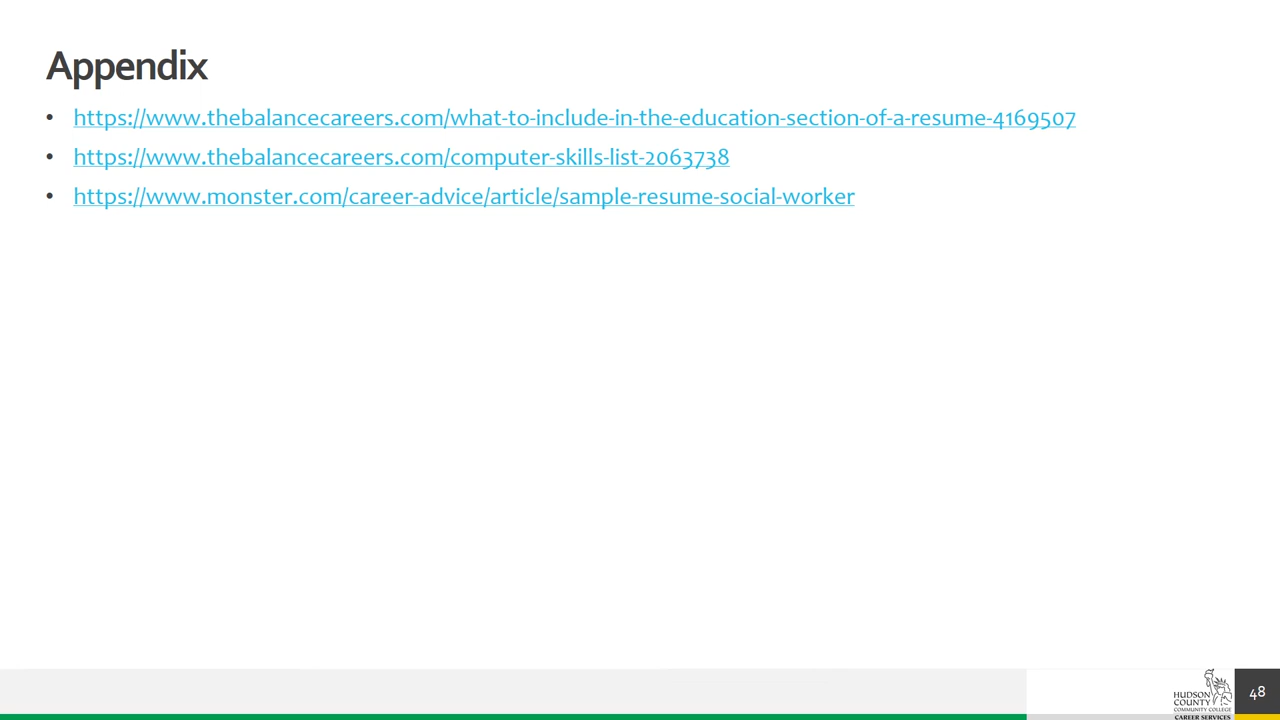 Appendix
• https://www.thebalancecareers.com/what-to-include-in-the-education-section-of-a-resume-4169507
• https://www.thebalancecareers.com/computer-skills-list-2063738
• https://www.monster.com/career-advice/article/sample-resume-social-worker
HUDSON
COUNTY
COMMUNITY COLLEGE
CAREER SERVICES
48